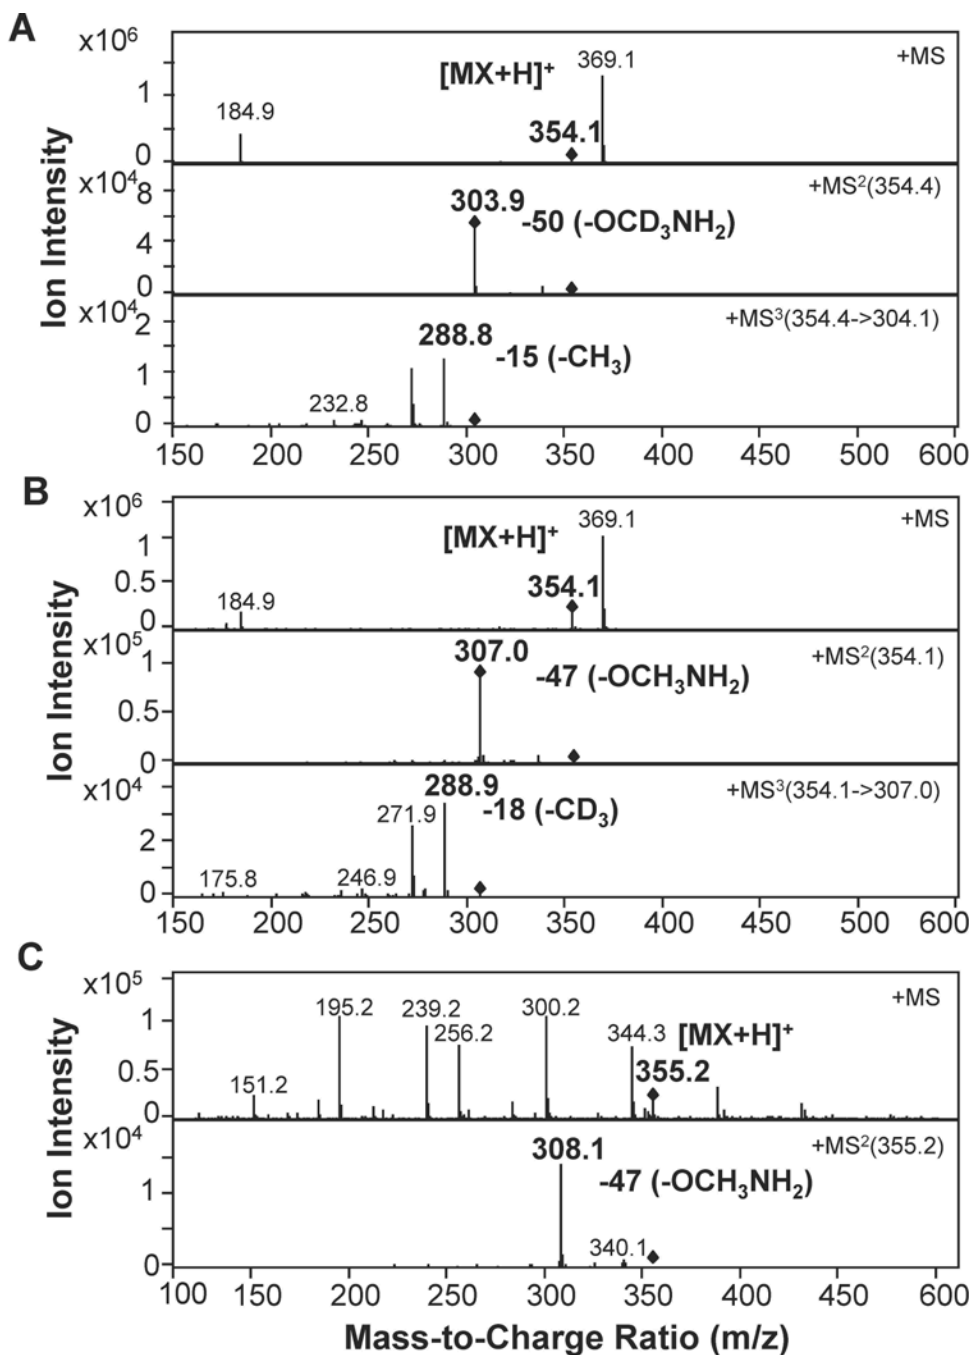 A
Ion Intensity
x10⁶
1
0
184.9
[MX+H]⁺
354.1
369.1
+MS
x10⁴
8
4
0
303.9
-50 (-OCD₃NH₂)
+MS²(354.4)
x10⁴
2
1
0
232.8
288.8
-15 (-CH₃)
+MS³(354.4->304.1)
150 200 250 300 350 400 450 500 600
B
Ion Intensity
x10⁶
1
0.5
0
184.9
[MX+H]⁺
354.1
369.1
+MS
x10⁵
1
0.5
0
307.0
-47 (-OCH₃NH₂)
+MS²(354.1)
x10⁴
2
0
175.8
246.9
271.9
288.9
-18 (-CD₃)
+MS³(354.1->307.0)
150 200 250 300 350 400 450 500 600
C
Ion Intensity
x10⁵
1
0.5
0
151.2
195.2
239.2
256.2
300.2
344.3
[MX+H]⁺
355.2
+MS
x10⁴
1
0
308.1
-47 (-OCH₃NH₂)
340.1
+MS²(355.2)
100 150 200 250 300 350 400 450 500 600
Mass-to-Charge Ratio (m/z)